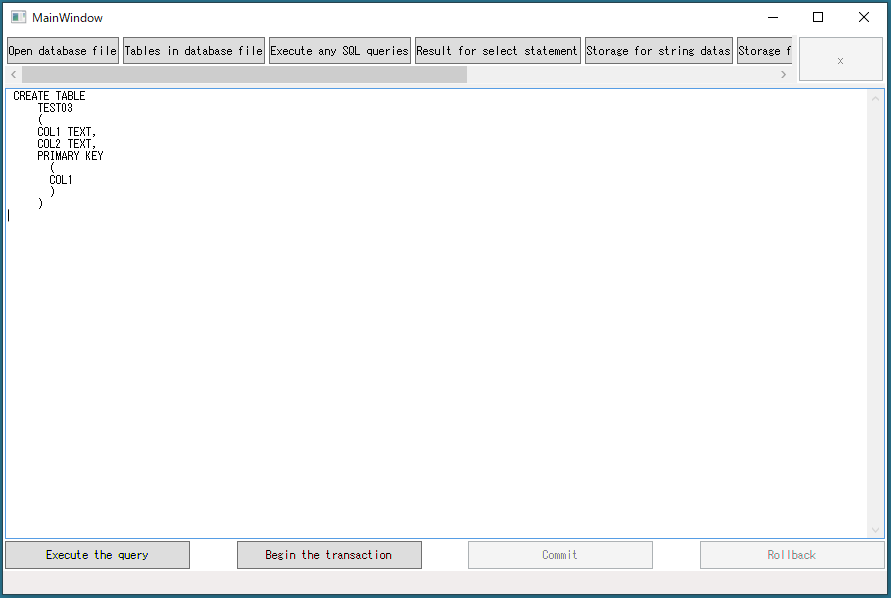 MainWindow
Open database file Tables in database file Execute any SQL queries Result for select statement Storage for string datas Storage f x
CREATE TABLE
TEST03
(
COL1 TEXT,
COL2 TEXT,
PRIMARY KEY
(
COL1
)
)
Execute the query Begin the transaction Commit Rollback